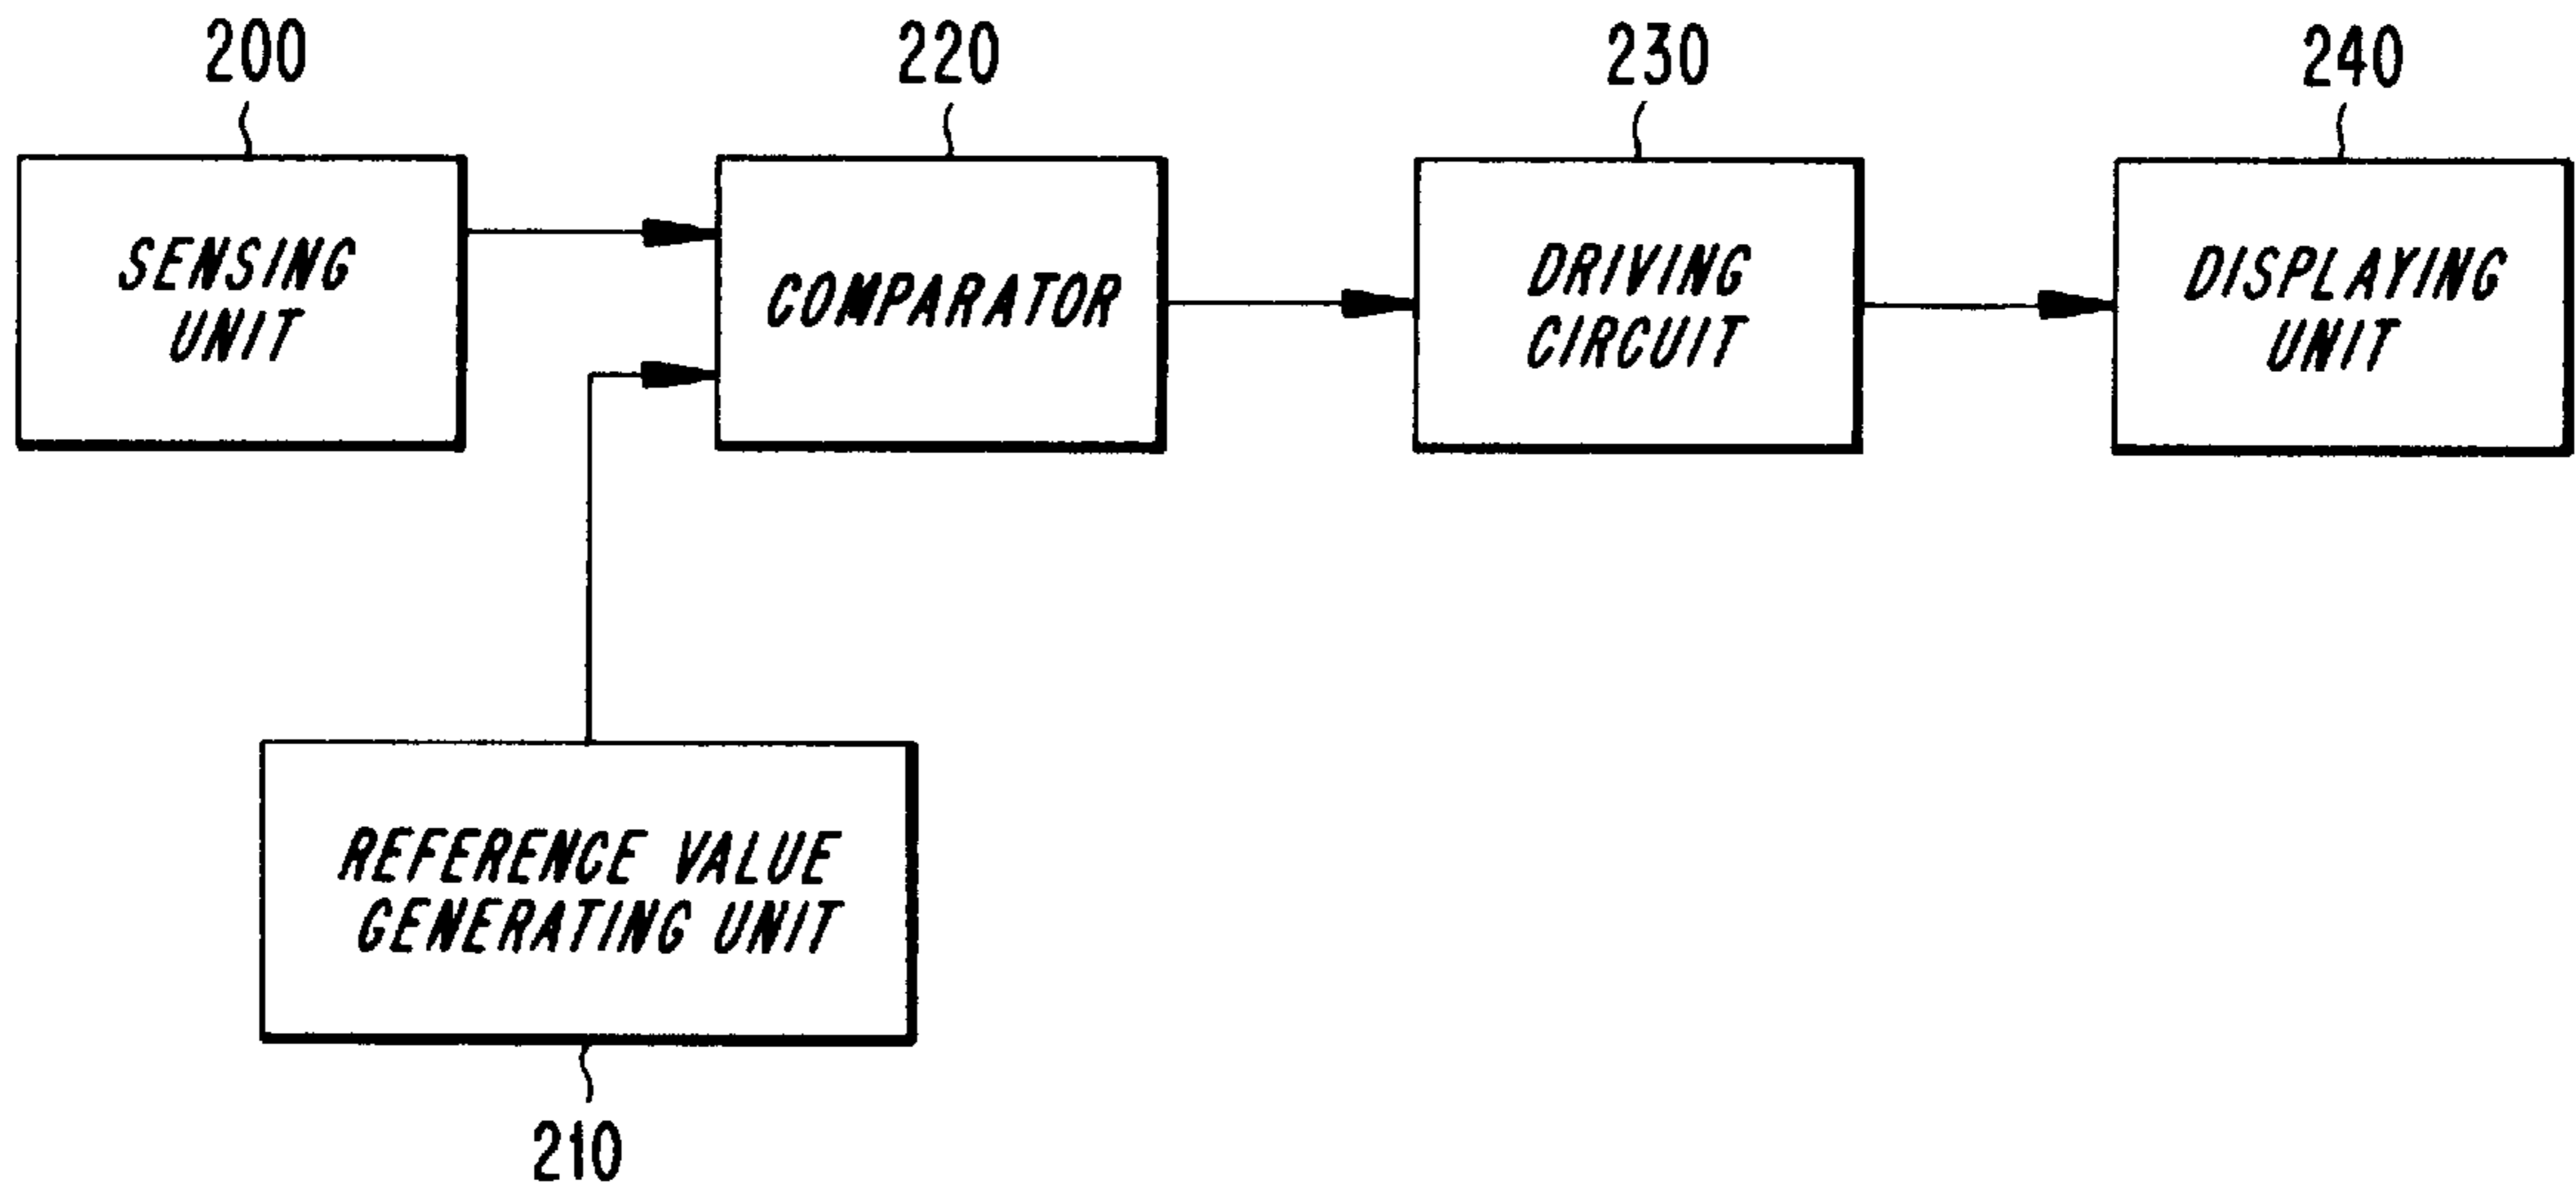 200
220
230
240
SENSING
UNIT
COMPARATOR
DRIVING
CIRCUIT
DISPLAYING
UNIT
REFERENCE VALUE
GENERATING UNIT
210